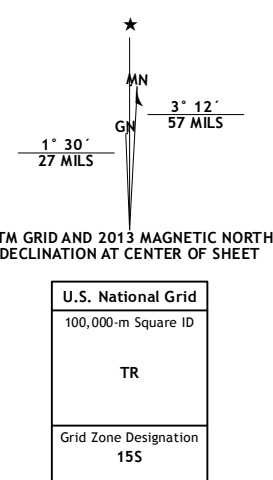 ★
MN
GN
3° 12´
57 MILS
1° 30´
27 MILS
TM GRID AND 2013 MAGNETIC NORTH
DECLINATION AT CENTER OF SHEET
U.S. National Grid
100,000-m Square ID
TR
Grid Zone Designation
15S